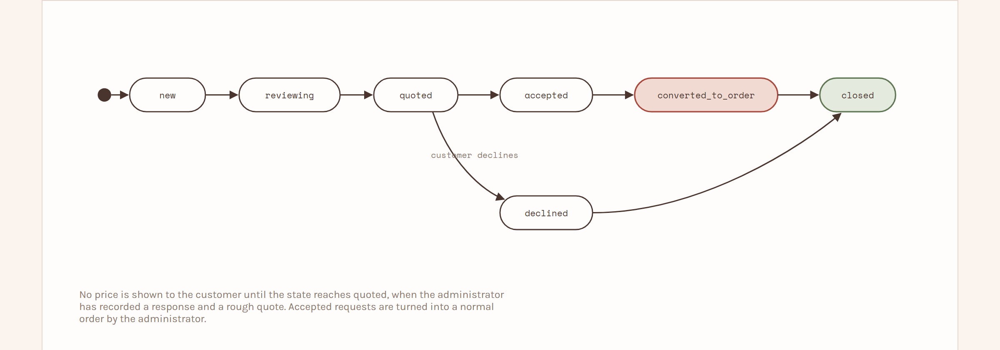 new
reviewing
quoted
accepted
converted_to_order
closed
customer declines
declined
No price is shown to the customer until the state reaches quoted, when the administrator
has recorded a response and a rough quote. Accepted requests are turned into a normal
order by the administrator.